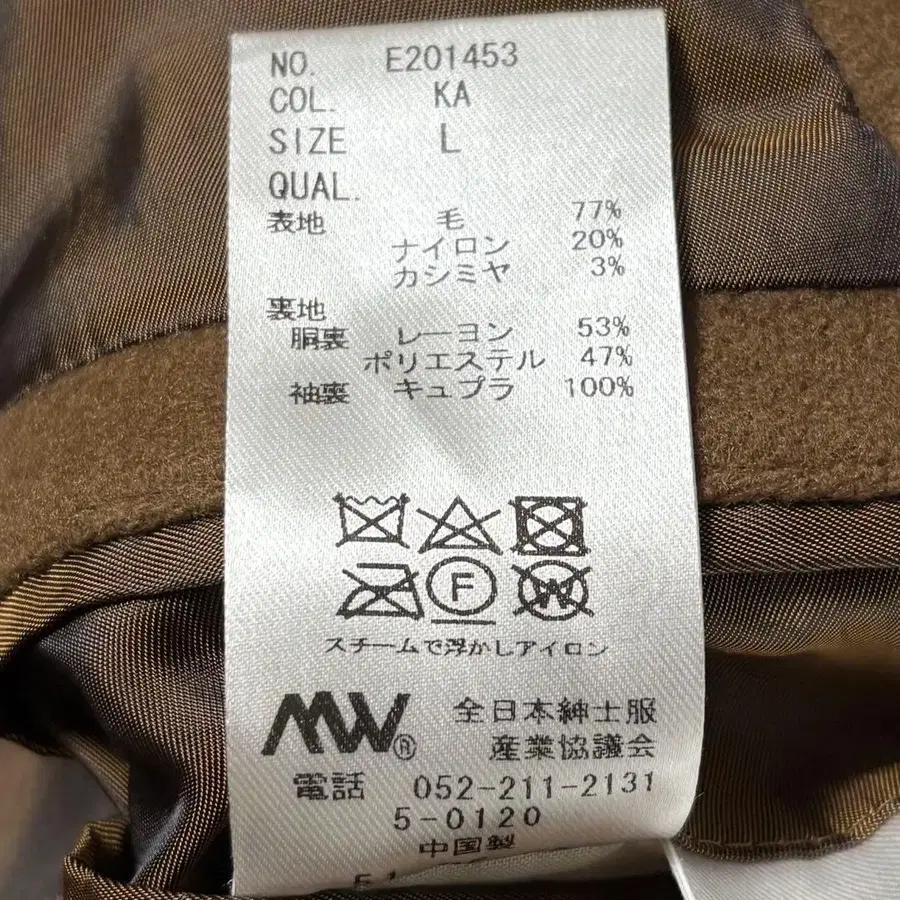 NO. E201453
COL. KA
SIZE L
QUAL.
表地 毛 77%
ナイロン 20%
カシミヤ 3%
裏地
胴裏 レーヨン 53%
ポリエステル 47%
袖裏 キュプラ 100%
F
W
スチームで浮かしアイロン
MW® 全日本紳士服
産業協議会
電話 052-211-2131
5-0120
中国製